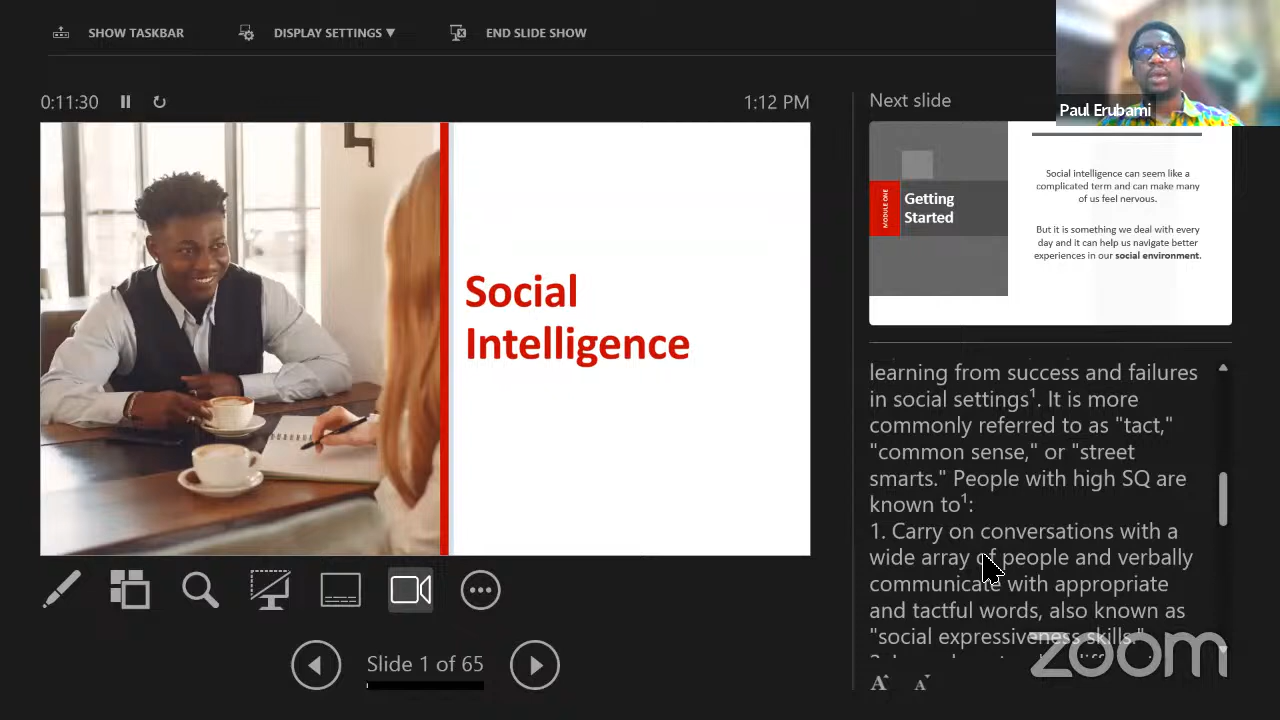 SHOW TASKBAR
DISPLAY SETTINGS ▼
END SLIDE SHOW
Paul Erubami
0:11:30
1:12 PM
Next slide
Social
Intelligence
MODULE ONE
Getting
Started
Social intelligence can seem like a
complicated term and can make many
of us feel nervous.
But it is something we deal with every
day and it can help us navigate better
experiences in our social environment.
learning from success and failures
in social settings¹. It is more
commonly referred to as "tact,"
"common sense," or "street
smarts." People with high SQ are
known to¹:
1. Carry on conversations with a
wide array of people and verbally
communicate with appropriate
and tactful words, also known as
"social expressiveness skills."
zoom
Slide 1 of 65
A
A